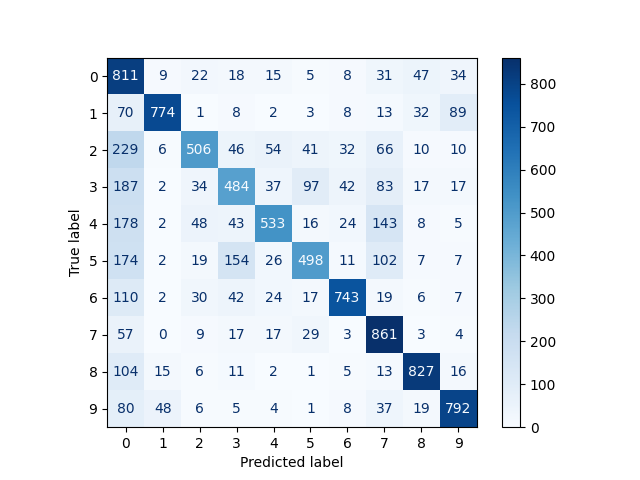 0 811 9 22 18 15 5 8 31 47 34
1 70 774 1 8 2 3 8 13 32 89
2 229 6 506 46 54 41 32 66 10 10
3 187 2 34 484 37 97 42 83 17 17
4 178 2 48 43 533 16 24 143 8 5
5 174 2 19 154 26 498 11 102 7 7
6 110 2 30 42 24 17 743 19 6 7
7 57 0 9 17 17 29 3 861 3 4
8 104 15 6 11 2 1 5 13 827 16
9 80 48 6 5 4 1 8 37 19 792
0 1 2 3 4 5 6 7 8 9
Predicted label
True label
800
700
600
500
400
300
200
100
0